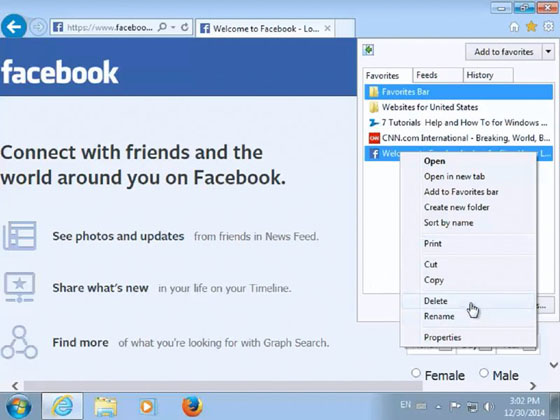 https://www.facebo...
Welcome to Facebook - Lo...
Add to favorites
Favorites
Feeds
History
Favorites Bar
Websites for United States
7 Tutorials Help and How To for Windows ...
CNN.com International - Breaking, World, B...
facebook
Connect with friends and the
world around you on Facebook.
See photos and updates from friends in News Feed.
Share what's new in your life on your Timeline.
Find more of what you're looking for with Graph Search.
Open
Open in new tab
Add to Favorites bar
Create new folder
Sort by name
Print
Cut
Copy
Delete
Rename
Properties
Female
Male
EN
3:02 PM
12/30/2014